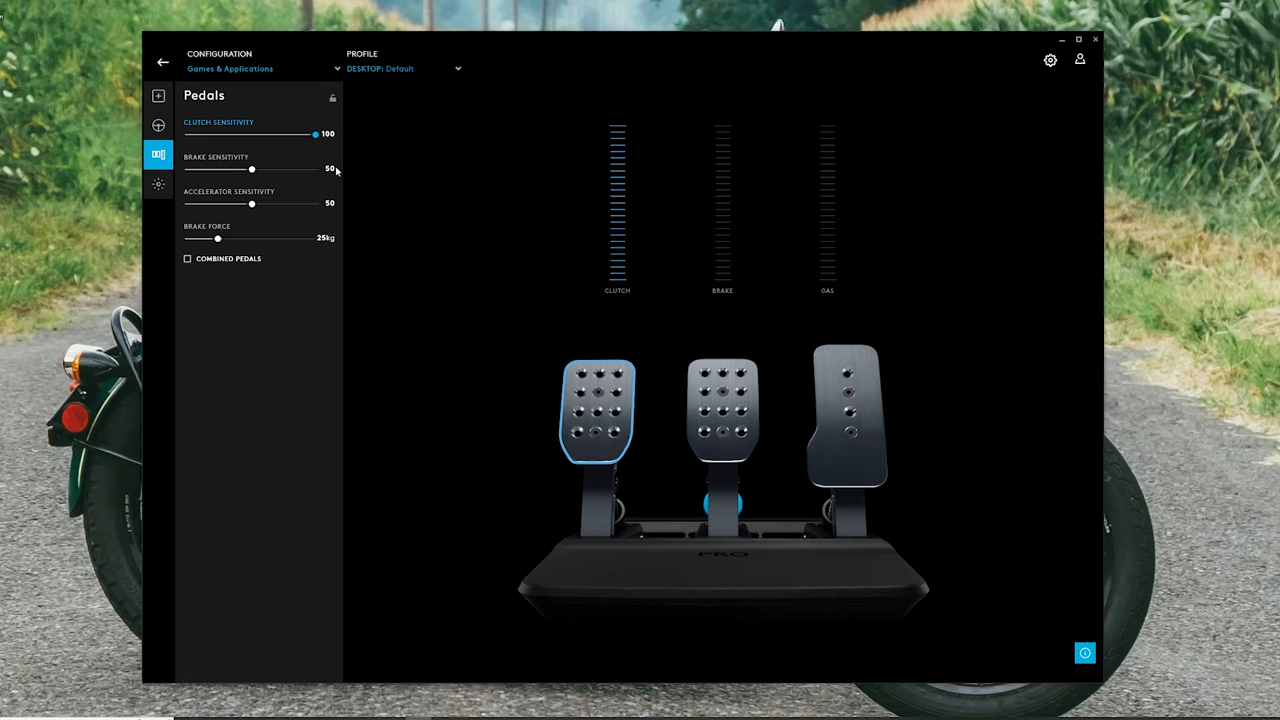 CONFIGURATION
Games & Applications
PROFILE
DESKTOP: Default
Pedals
CLUTCH SENSITIVITY
100
BRAKE SENSITIVITY
50
ACCELERATOR SENSITIVITY
50
BRAKE FORCE
25kg
COMBINED PEDALS
CLUTCH
BRAKE
GAS
PRO